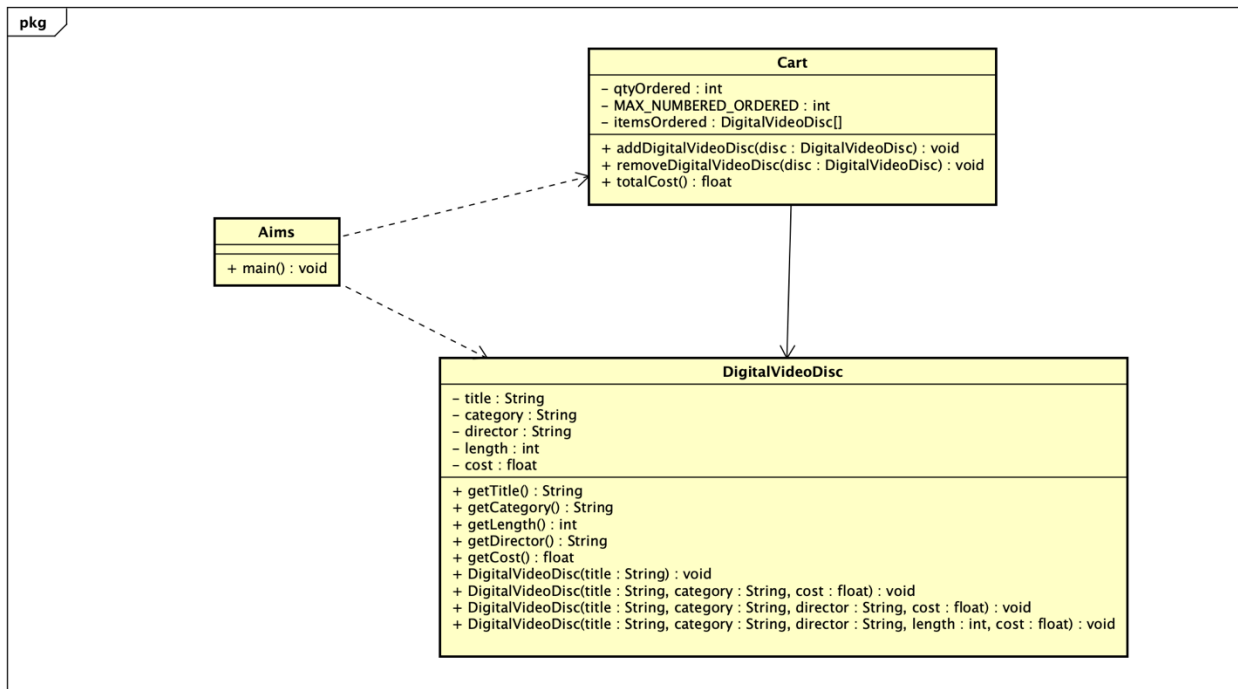 pkg
Cart
- qtyOrdered : int
- MAX_NUMBERED_ORDERED : int
- itemsOrdered : DigitalVideoDisc[]
+ addDigitalVideoDisc(disc : DigitalVideoDisc) : void
+ removeDigitalVideoDisc(disc : DigitalVideoDisc) : void
+ totalCost() : float
Aims
+ main() : void
DigitalVideoDisc
- title : String
- category : String
- director : String
- length : int
- cost : float
+ getTitle() : String
+ getCategory() : String
+ getLength() : int
+ getDirector() : String
+ getCost() : float
+ DigitalVideoDisc(title : String) : void
+ DigitalVideoDisc(title : String, category : String, cost : float) : void
+ DigitalVideoDisc(title : String, category : String, director : String, cost : float) : void
+ DigitalVideoDisc(title : String, category : String, director : String, length : int, cost : float) : void